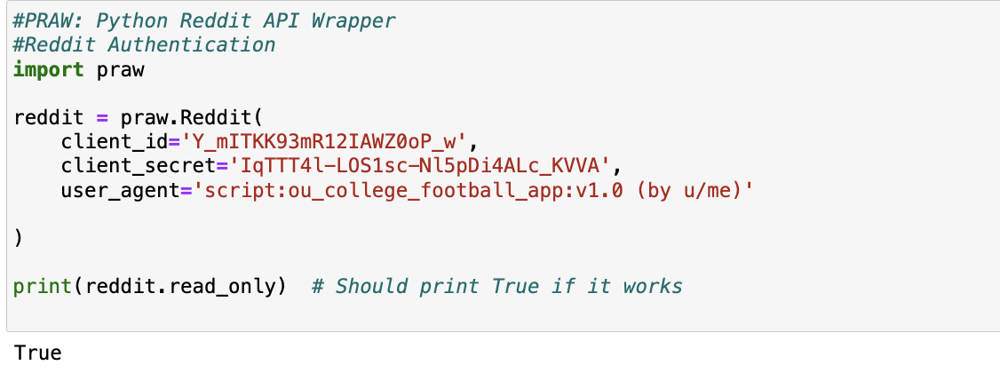 #PRAW: Python Reddit API Wrapper
#Reddit Authentication
import praw
reddit = praw.Reddit(
    client_id='Y_mITKK93mR12IAWZ0oP_w',
    client_secret='IqTTT4l-LOS1sc-Nl5pDi4ALc_KVVA',
    user_agent='script:ou_college_football_app:v1.0 (by u/me)'
)
print(reddit.read_only)  # Should print True if it works
True